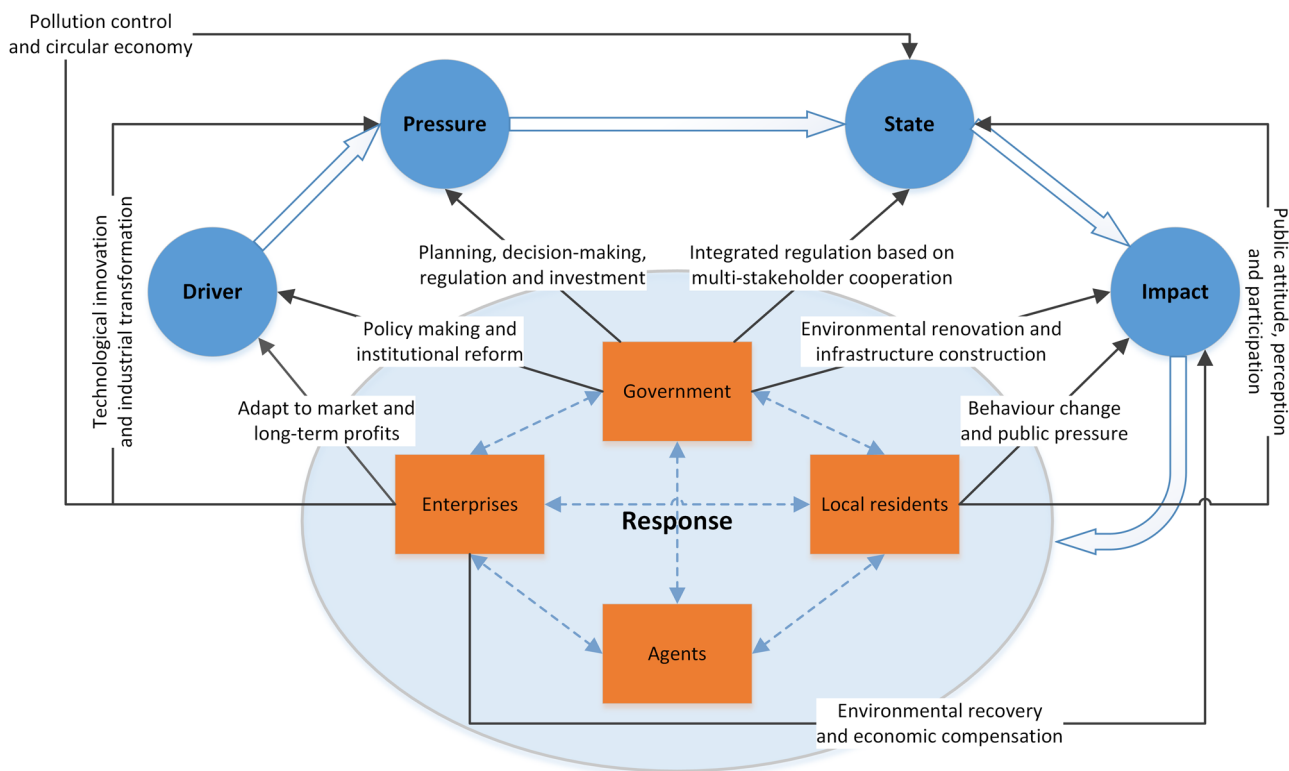 Pollution control
and circular economy
Pressure
State
Technological innovation
and industrial transformation
Driver
Planning, decision-making,
regulation and investment
Integrated regulation based on
multi-stakeholder cooperation
Public attitude, perception
and participation
Impact
Policy making and
institutional reform
Environmental renovation and
infrastructure construction
Government
Adapt to market and
long-term profits
Behaviour change
and public pressure
Enterprises
Local residents
Response
Agents
Environmental recovery
and economic compensation